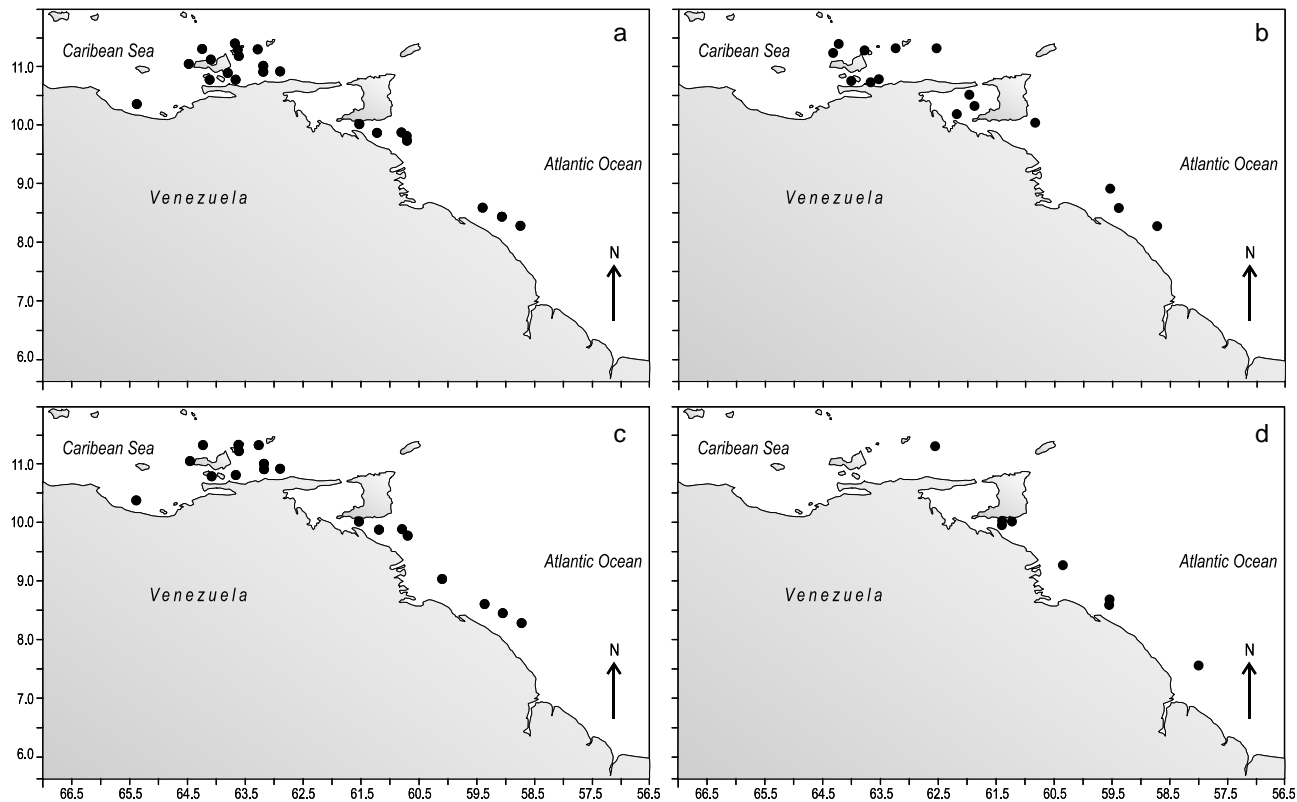 a
Caribean Sea
11.0
10.0
Atlantic Ocean
9.0
Venezuela
8.0
N
7.0
6.0
b
Caribean Sea
Atlantic Ocean
Venezuela
N
c
Caribean Sea
11.0
10.0
Atlantic Ocean
9.0
Venezuela
8.0
N
7.0
6.0
66.5 65.5 64.5 63.5 62.5 61.5 60.5 59.5 58.5 57.5 56.5
d
Caribean Sea
Atlantic Ocean
Venezuela
N
66.5 65.5 64.5 63.5 62.5 61.5 60.5 59.5 58.5 57.5 56.5